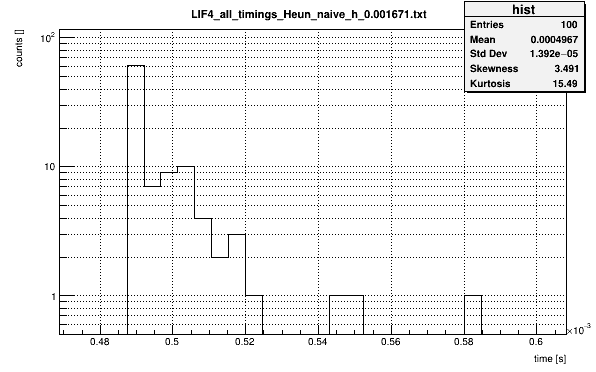 LIF4_all_timings_Heun_naive_h_0.001671.txt
hist
Entries 100
Mean 0.0004967
Std Dev 1.392e−05
Skewness 3.491
Kurtosis 15.49
counts []
10²
10
1
0.48 0.5 0.52 0.54 0.56 0.58 0.6
×10⁻³
time [s]